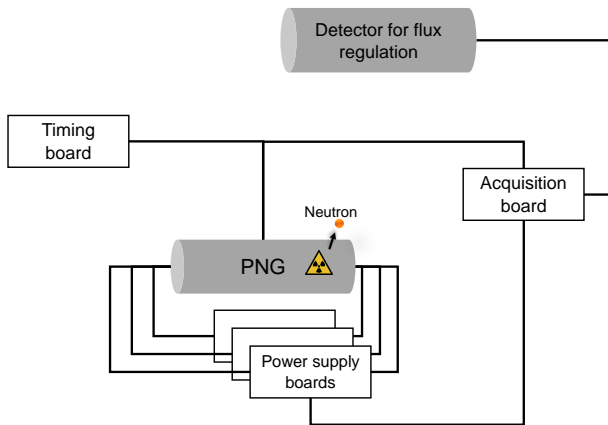 Detector for flux
regulation
Timing
board
Acquisition
board
Neutron
PNG
Power supply
boards